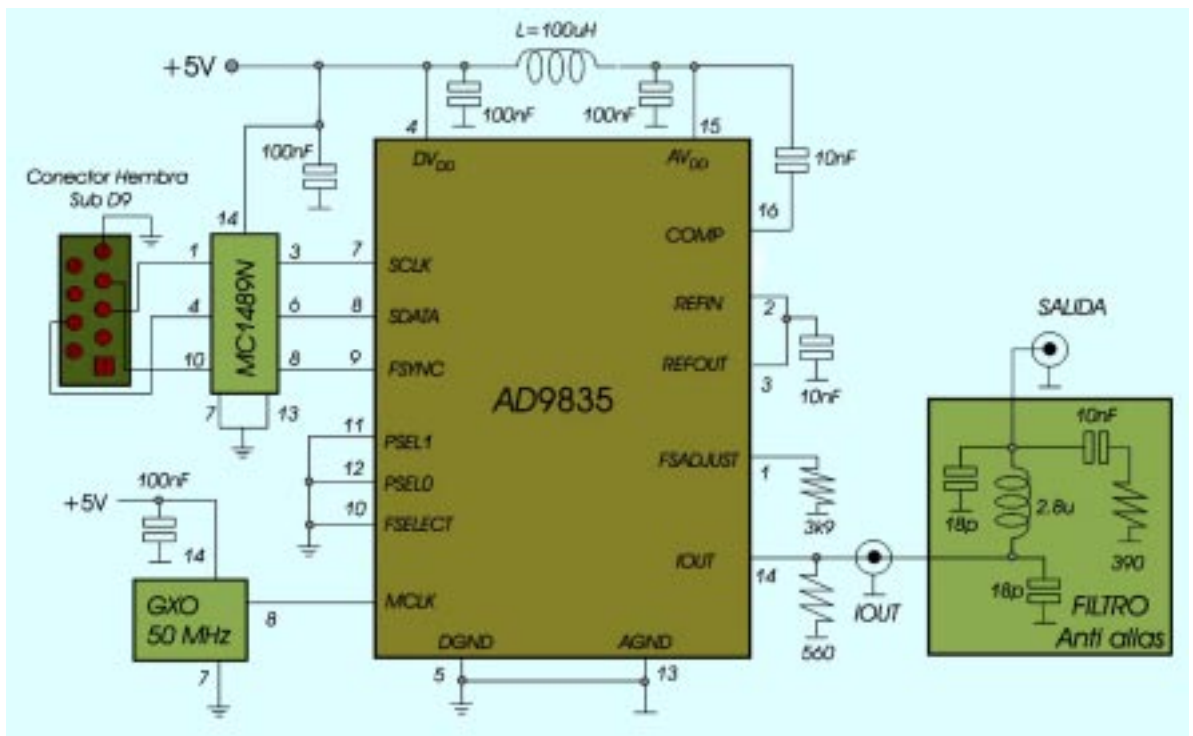 L=100uH
+5V
100nF
100nF
4
15
100nF
DVDD
AVDD
10nF
Conector Hembra
Sub D9
14
16
COMP
1
3
7
SCLK
MC1489N
4
6
8
SDATA
REFIN
2
SALIDA
10
8
9
FSYNC
REFOUT
3
10nF
AD9835
7
13
11
PSEL1
10nF
FSADJUST
1
100nF
12
PSEL0
+5V
3k9
18p
2.8u
10
FSELECT
390
14
IOUT
14
IOUT
18p
GXO
50 MHz
8
MCLK
FILTRO
Anti alias
560
DGND
AGND
7
5
13